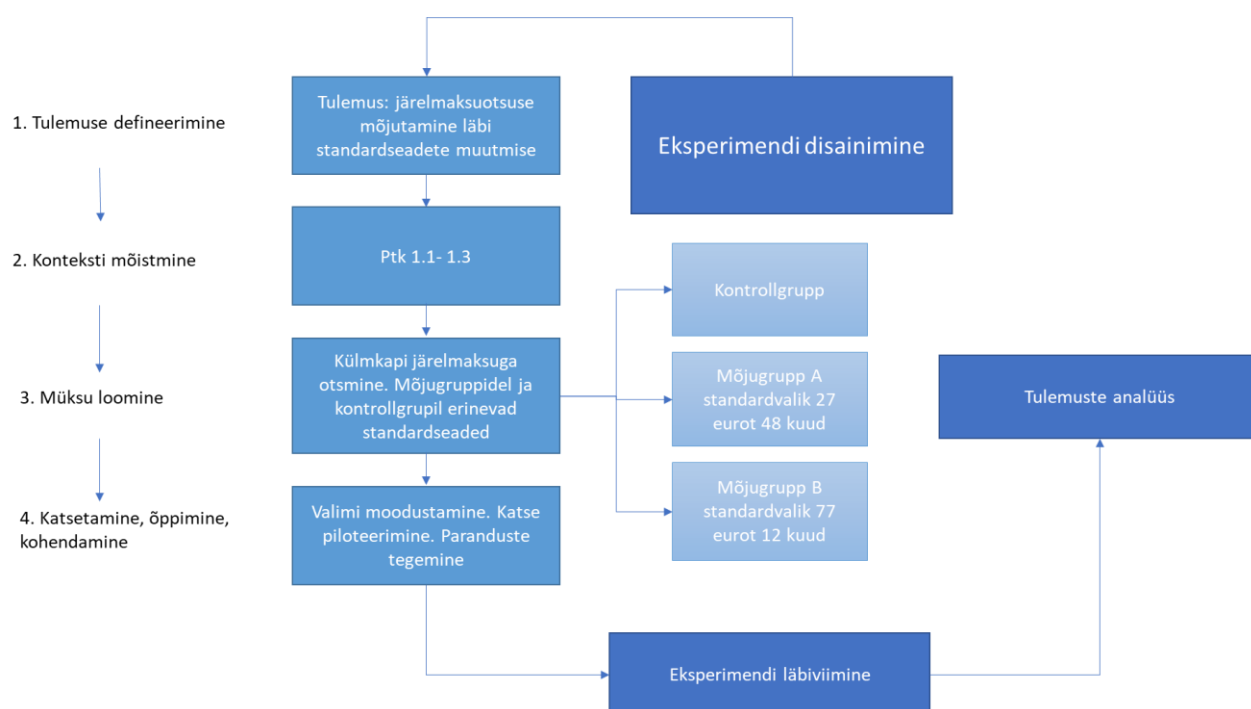 1. Tulemuse defineerimine
2. Konteksti mõistmine
3. Müksu loomine
4. Katsetamine, õppimine,
kohendamine
Tulemus: järelmaksuotsuse
mõjutamine läbi
standardseadete muutmise
Ptk 1.1- 1.3
Külmkapi järelmaksuga
otsmine. Mõjugruppidel ja
kontrollgrupil erinevad
standardseaded
Valimi moodustamine. Katse
piloteerimine. Paranduste
tegemine
Eksperimendi disainimine
Kontrollgrupp
Mõjugrupp A
standardvalik 27
eurot 48 kuud
Mõjugrupp B
standardvalik 77
eurot 12 kuud
Eksperimendi läbiviimine
Tulemuste analüüs